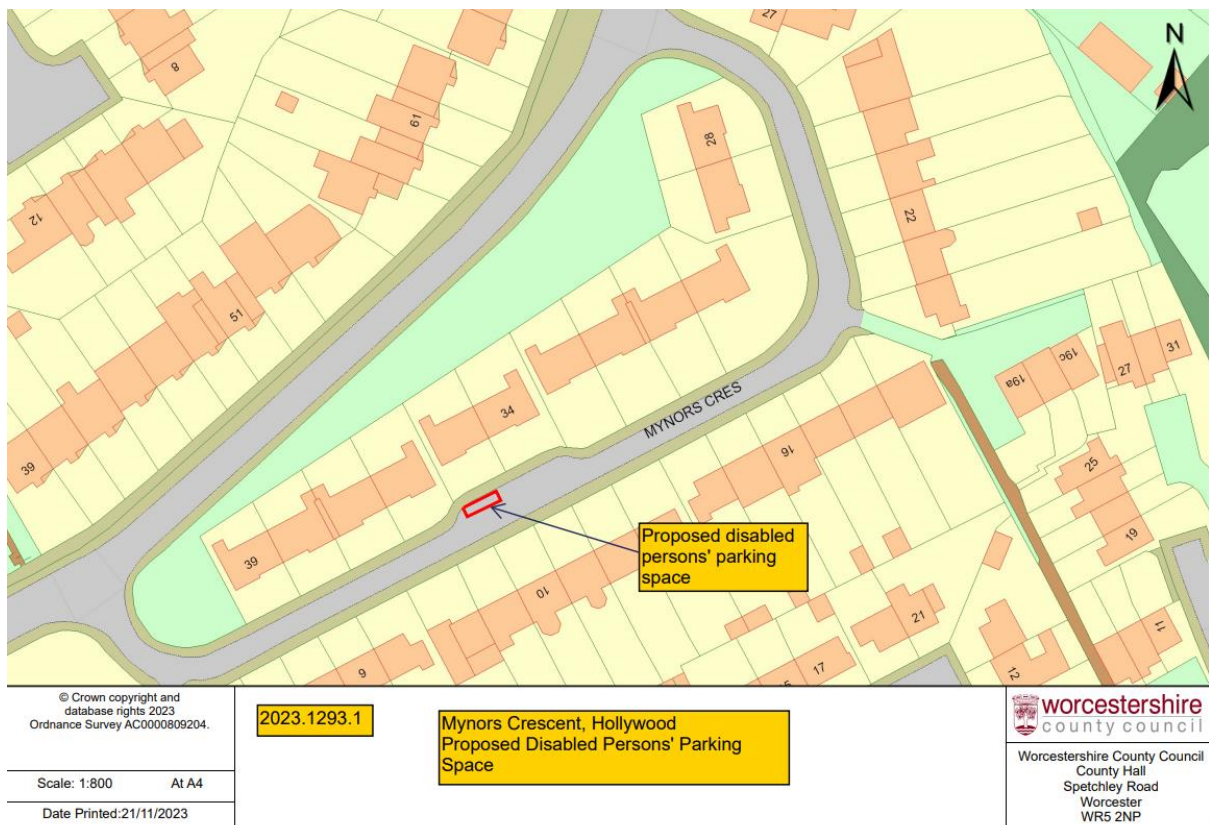 N
27
8
61
28
12
22
51
19c
31
19a
27
34
MYNORS CRES
39
16
25
19
Proposed disabled
persons' parking
space
39
10
21
11
6
17
15
12
© Crown copyright and
database rights 2023
Ordnance Survey AC0000809204.
Scale: 1:800 At A4
Date Printed:21/11/2023
2023.1293.1
Mynors Crescent, Hollywood
Proposed Disabled Persons' Parking
Space
worcestershire
county council
Worcestershire County Council
County Hall
Spetchley Road
Worcester
WR5 2NP